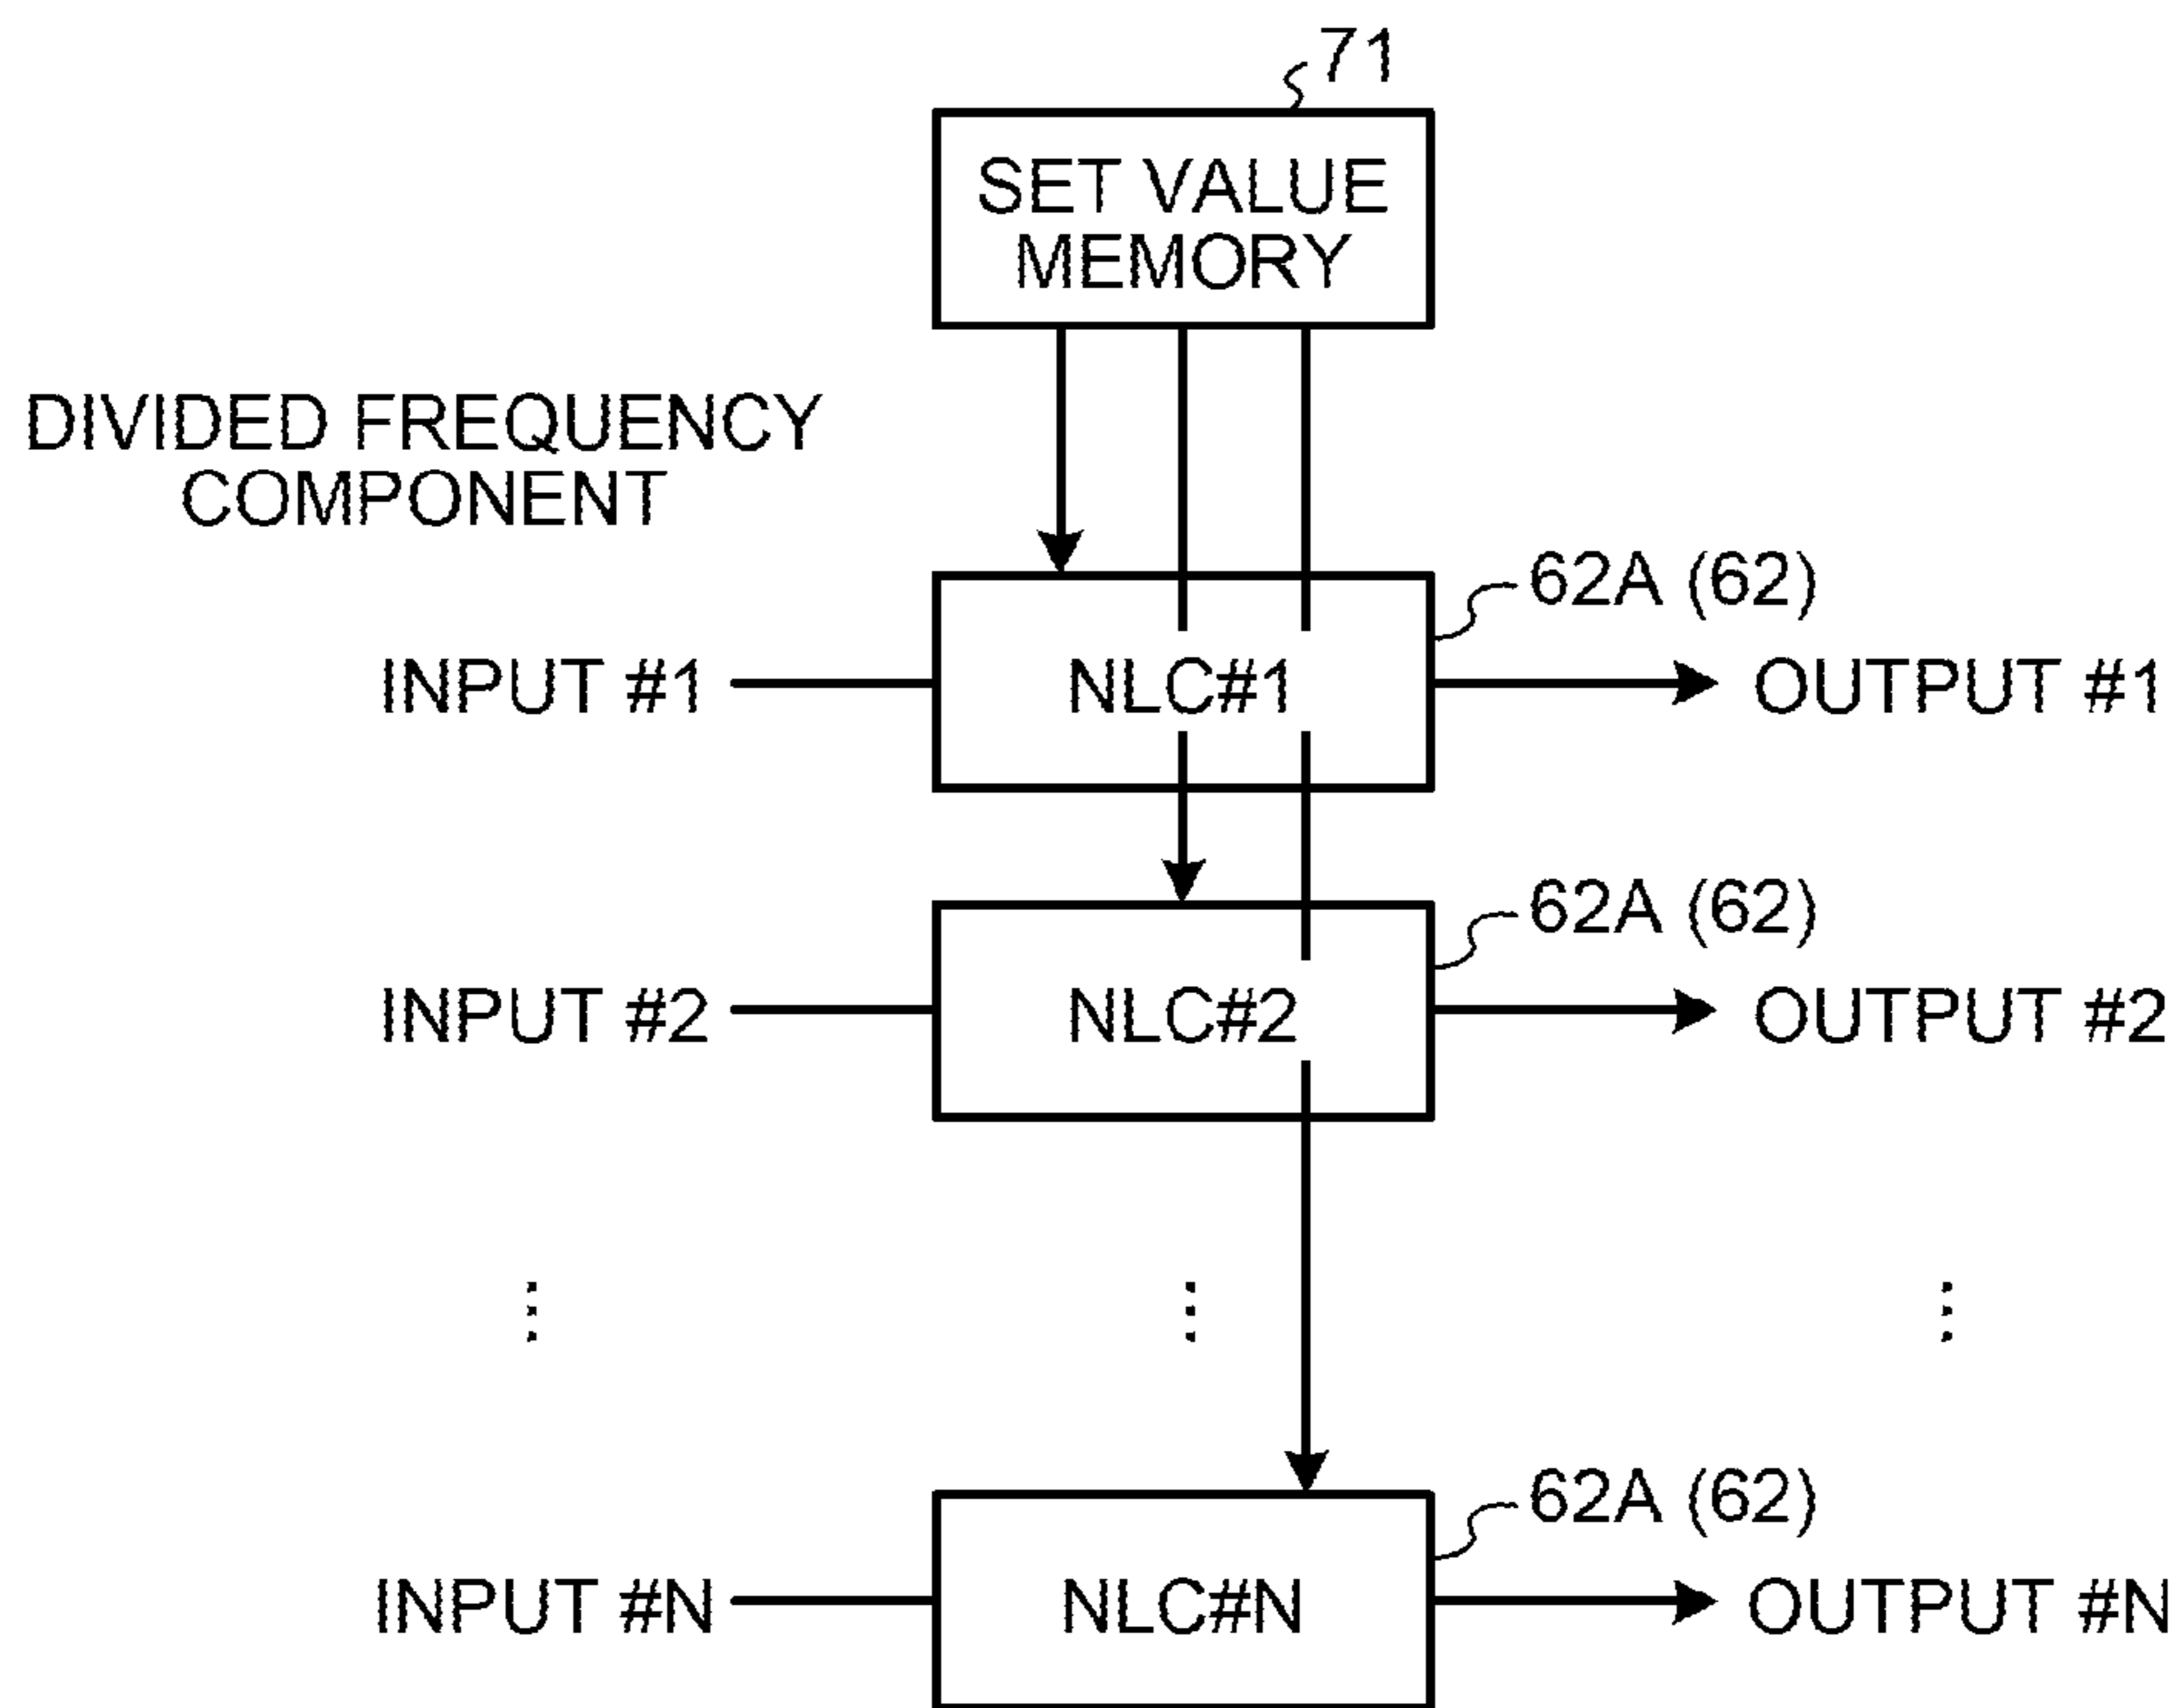 71
SET VALUE
MEMORY
DIVIDED FREQUENCY
COMPONENT
62A (62)
INPUT #1
NLC#1
OUTPUT #1
62A (62)
INPUT #2
NLC#2
OUTPUT #2
62A (62)
INPUT #N
NLC#N
OUTPUT #N